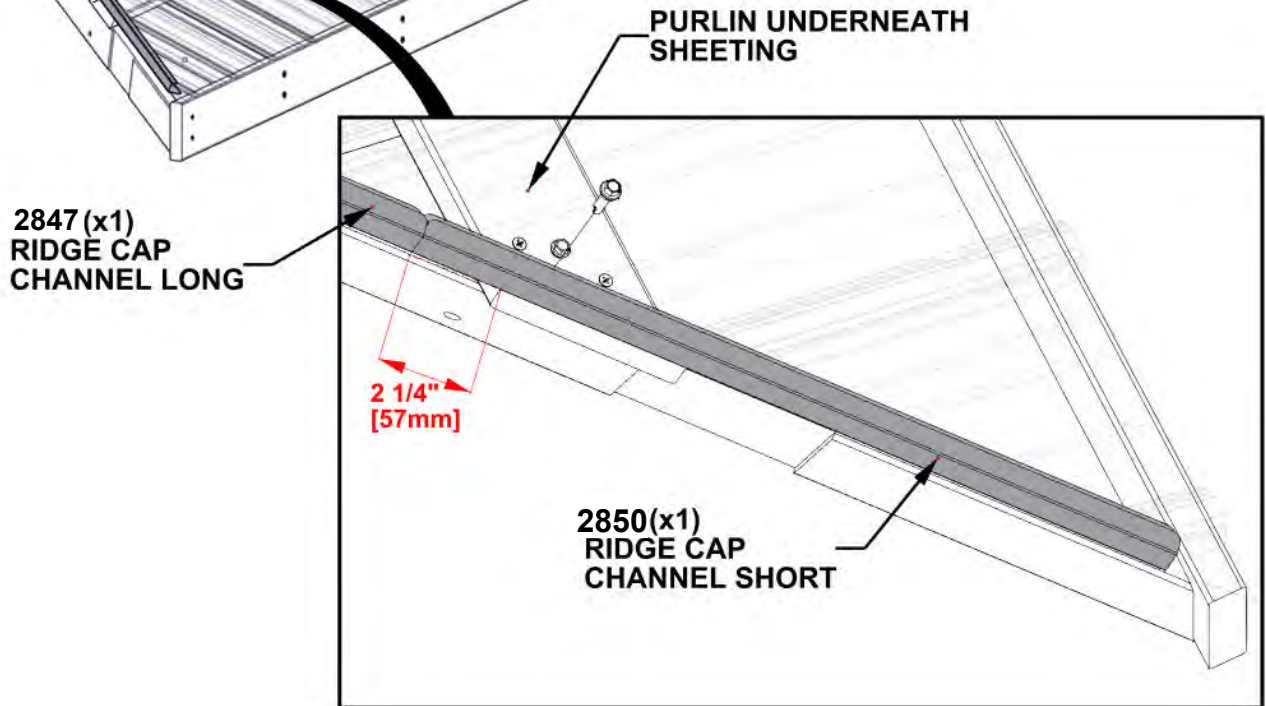 PURLIN UNDERNEATH
SHEETING
2847 (x1)
RIDGE CAP
CHANNEL LONG
2 1/4"
[57mm]
2850(x1)
RIDGE CAP
CHANNEL SHORT